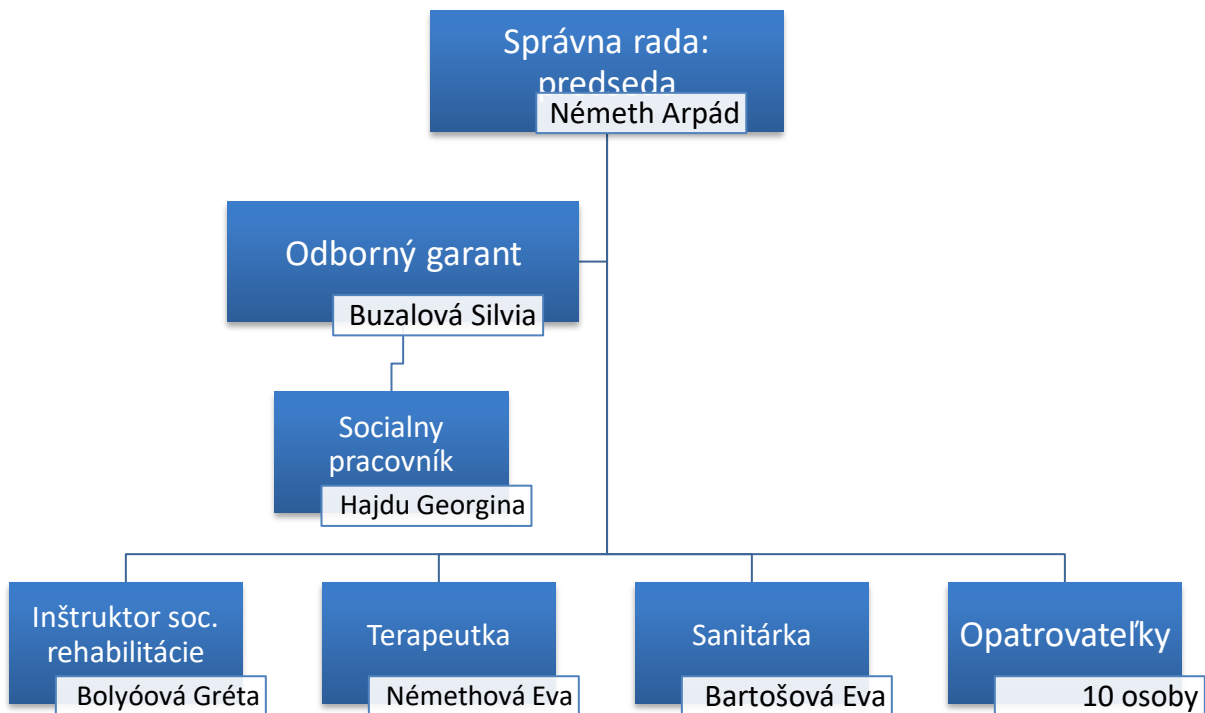 Správna rada:
predseda
Németh Arpád
Odborný garant
Buzalová Silvia
Socialny
pracovník
Hajdu Georgina
Inštruktor soc.
rehabilitácie
Bolyóová Gréta
Terapeutka
Némethová Eva
Sanitárka
Bartošová Eva
Opatrovateľky
10 osoby